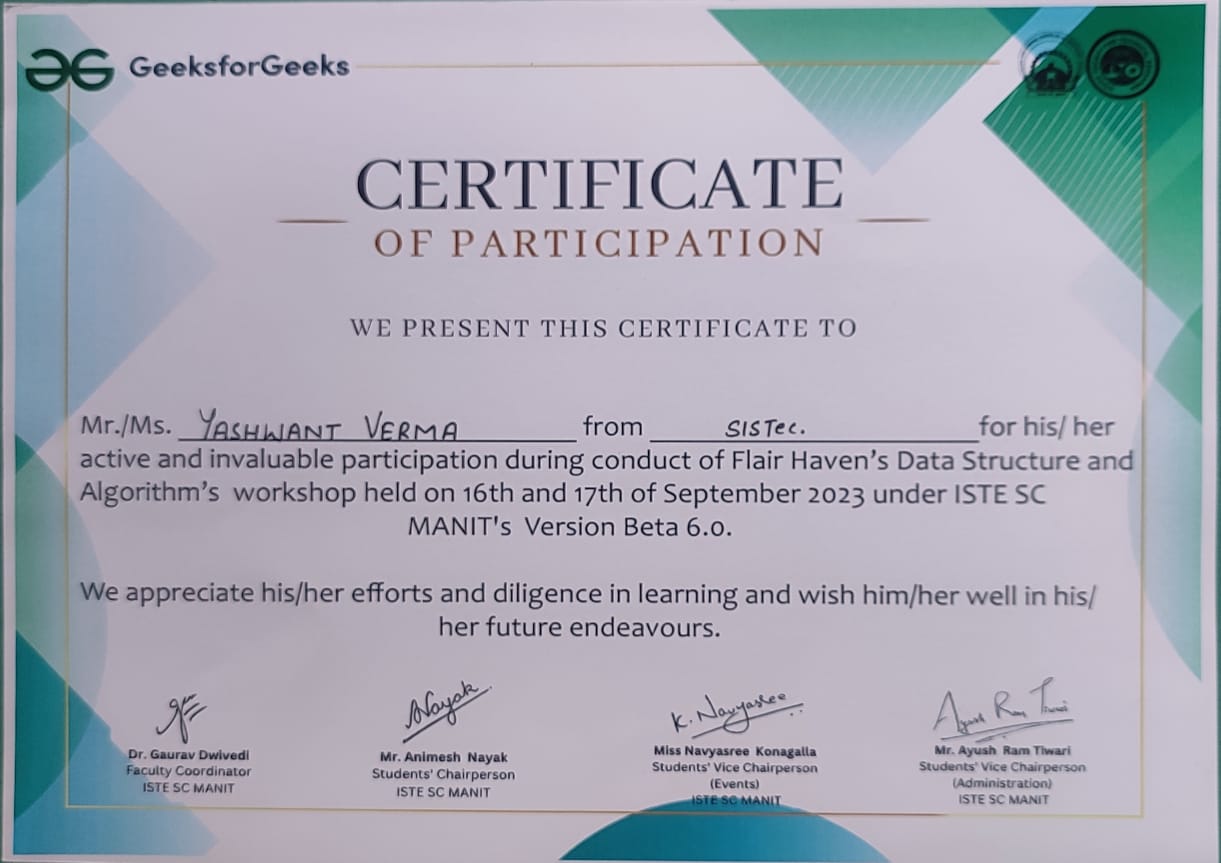 GeeksforGeeks
CERTIFICATE
OF PARTICIPATION
WE PRESENT THIS CERTIFICATE TO
Mr./Ms. YASHWANT VERMA from SISTec. for his/ her
active and invaluable participation during conduct of Flair Haven's Data Structure and
Algorithm's workshop held on 16th and 17th of September 2023 under ISTE SC
MANIT's Version Beta 6.0.
We appreciate his/her efforts and diligence in learning and wish him/her well in his/
her future endeavours.
ANayak
K. Navyasree
Ayush Ram Tiwari
Dr. Gaurav Dwivedi
Faculty Coordinator
ISTE SC MANIT
Mr. Animesh Nayak
Students' Chairperson
ISTE SC MANIT
Miss Navyasree Konagalla
Students' Vice Chairperson
(Events)
ISTE SC MANIT
Mr. Ayush Ram Tiwari
Students' Vice Chairperson
(Administration)
ISTE SC MANIT